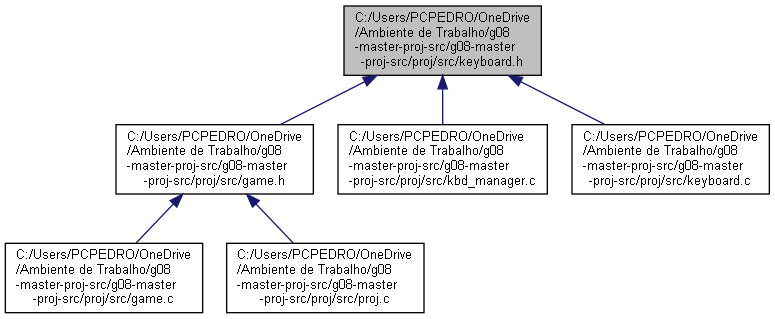 C:/Users/PCPEDRO/OneDrive
/Ambiente de Trabalho/g08
-master-proj-src/g08-master
-proj-src/proj/src/keyboard.h
C:/Users/PCPEDRO/OneDrive
/Ambiente de Trabalho/g08
-master-proj-src/g08-master
-proj-src/proj/src/game.h
C:/Users/PCPEDRO/OneDrive
/Ambiente de Trabalho/g08
-master-proj-src/g08-master
-proj-src/proj/src/kbd_manager.c
C:/Users/PCPEDRO/OneDrive
/Ambiente de Trabalho/g08
-master-proj-src/g08-master
-proj-src/proj/src/keyboard.c
C:/Users/PCPEDRO/OneDrive
/Ambiente de Trabalho/g08
-master-proj-src/g08-master
-proj-src/proj/src/game.c
C:/Users/PCPEDRO/OneDrive
/Ambiente de Trabalho/g08
-master-proj-src/g08-master
-proj-src/proj/src/proj.c